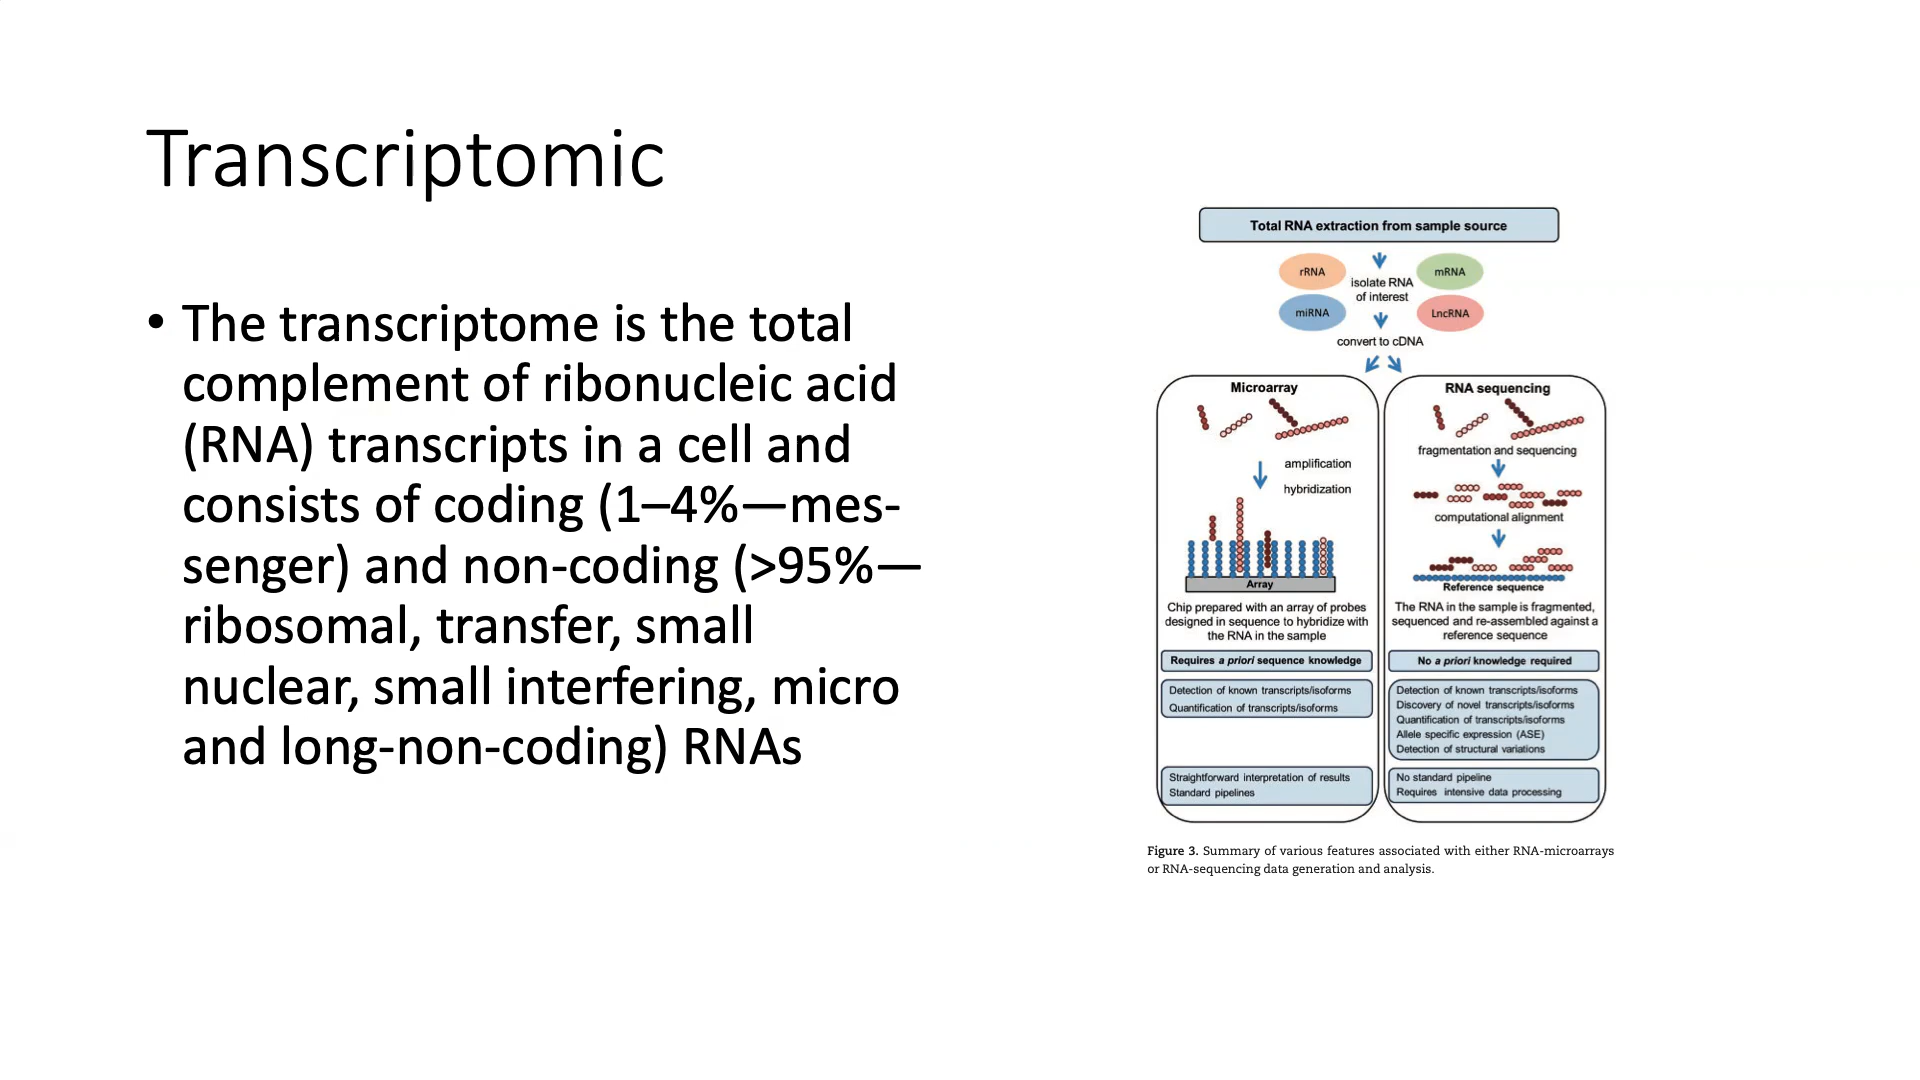 Transcriptomic
• The transcriptome is the total
complement of ribonucleic acid
(RNA) transcripts in a cell and
consists of coding (1–4%—mes-
senger) and non-coding (>95%—
ribosomal, transfer, small
nuclear, small interfering, micro
and long-non-coding) RNAs
Total RNA extraction from sample source
rRNA
mRNA
isolate RNA
of interest
miRNA
LncRNA
convert to cDNA
Microarray
amplification
hybridization
Array
Chip prepared with an array of probes
designed in sequence to hybridize with
the RNA in the sample
Requires a priori sequence knowledge
Detection of known transcripts/isoforms
Quantification of transcripts/isoforms
Straightforward interpretation of results
Standard pipelines
RNA sequencing
fragmentation and sequencing
computational alignment
Reference sequence
The RNA in the sample is fragmented,
sequenced and re-assembled against a
reference sequence
No a priori knowledge required
Detection of known transcripts/isoforms
Discovery of novel transcripts/isoforms
Quantification of transcripts/isoforms
Allele specific expression (ASE)
Detection of structural variations
No standard pipeline
Requires intensive data processing
Figure 3. Summary of various features associated with either RNA-microarrays
or RNA-sequencing data generation and analysis.